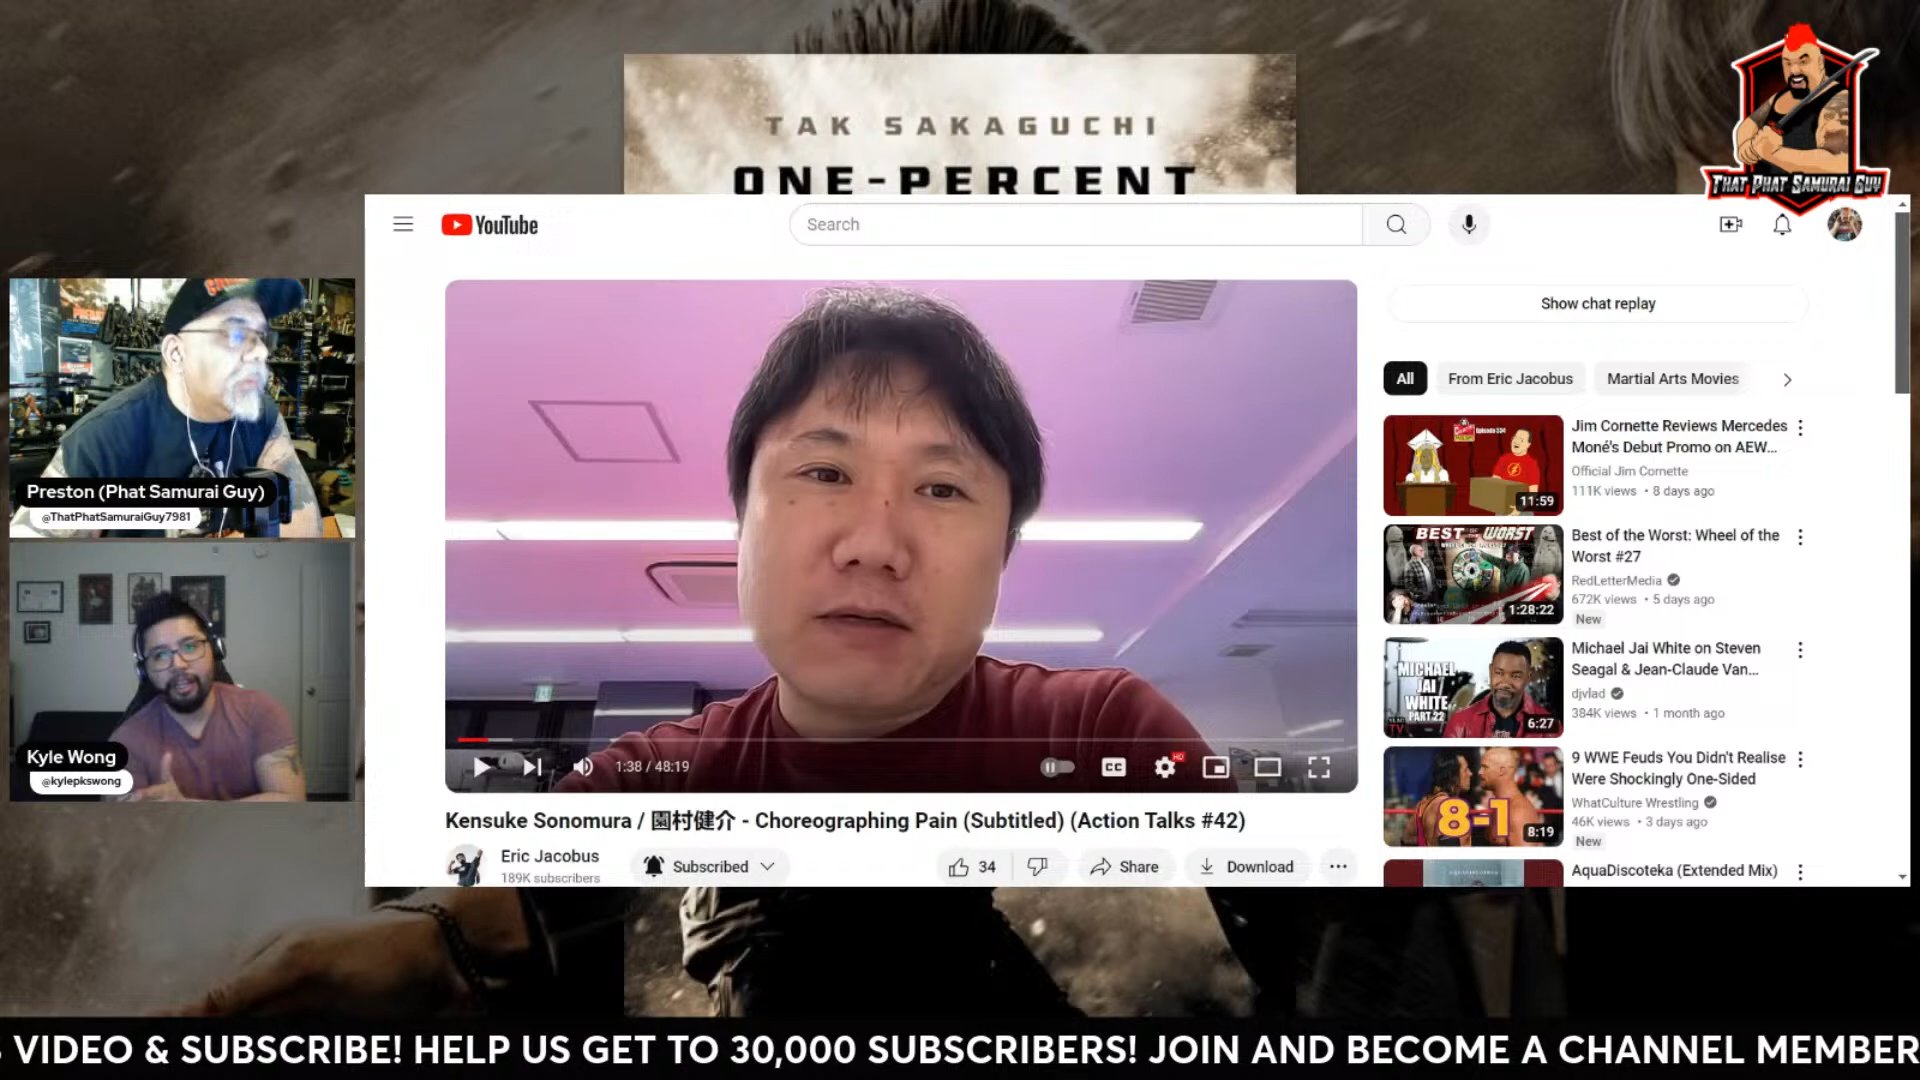 TAK SAKAGUCHI
ONE-PERCENT
THAT PHAT SAMURAI GUY
YouTube
Search
Show chat replay
All
From Eric Jacobus
Martial Arts Movies
Jim Cornette Reviews Mercedes
Moné's Debut Promo on AEW...
Official Jim Cornette
111K views • 8 days ago
11:59
BEST OF THE WORST
Best of the Worst: Wheel of the
Worst #27
RedLetterMedia
672K views • 5 days ago
New
1:28:22
MICHAEL
JAI
WHITE
PART 22
Michael Jai White on Steven
Seagal & Jean-Claude Van...
djvlad
384K views • 1 month ago
6:27
8-1
9 WWE Feuds You Didn't Realise
Were Shockingly One-Sided
WhatCulture Wrestling
46K views • 3 days ago
New
8:19
AquaDiscoteka (Extended Mix)
Preston (Phat Samurai Guy)
@ThatPhatSamuraiGuy7981
Kyle Wong
@kylepkswong
1:38 / 48:19
CC
HD
Kensuke Sonomura / 園村健介 - Choreographing Pain (Subtitled) (Action Talks #42)
Eric Jacobus
189K subscribers
Subscribed
34
Share
Download
VIDEO & SUBSCRIBE! HELP US GET TO 30,000 SUBSCRIBERS! JOIN AND BECOME A CHANNEL MEMBER